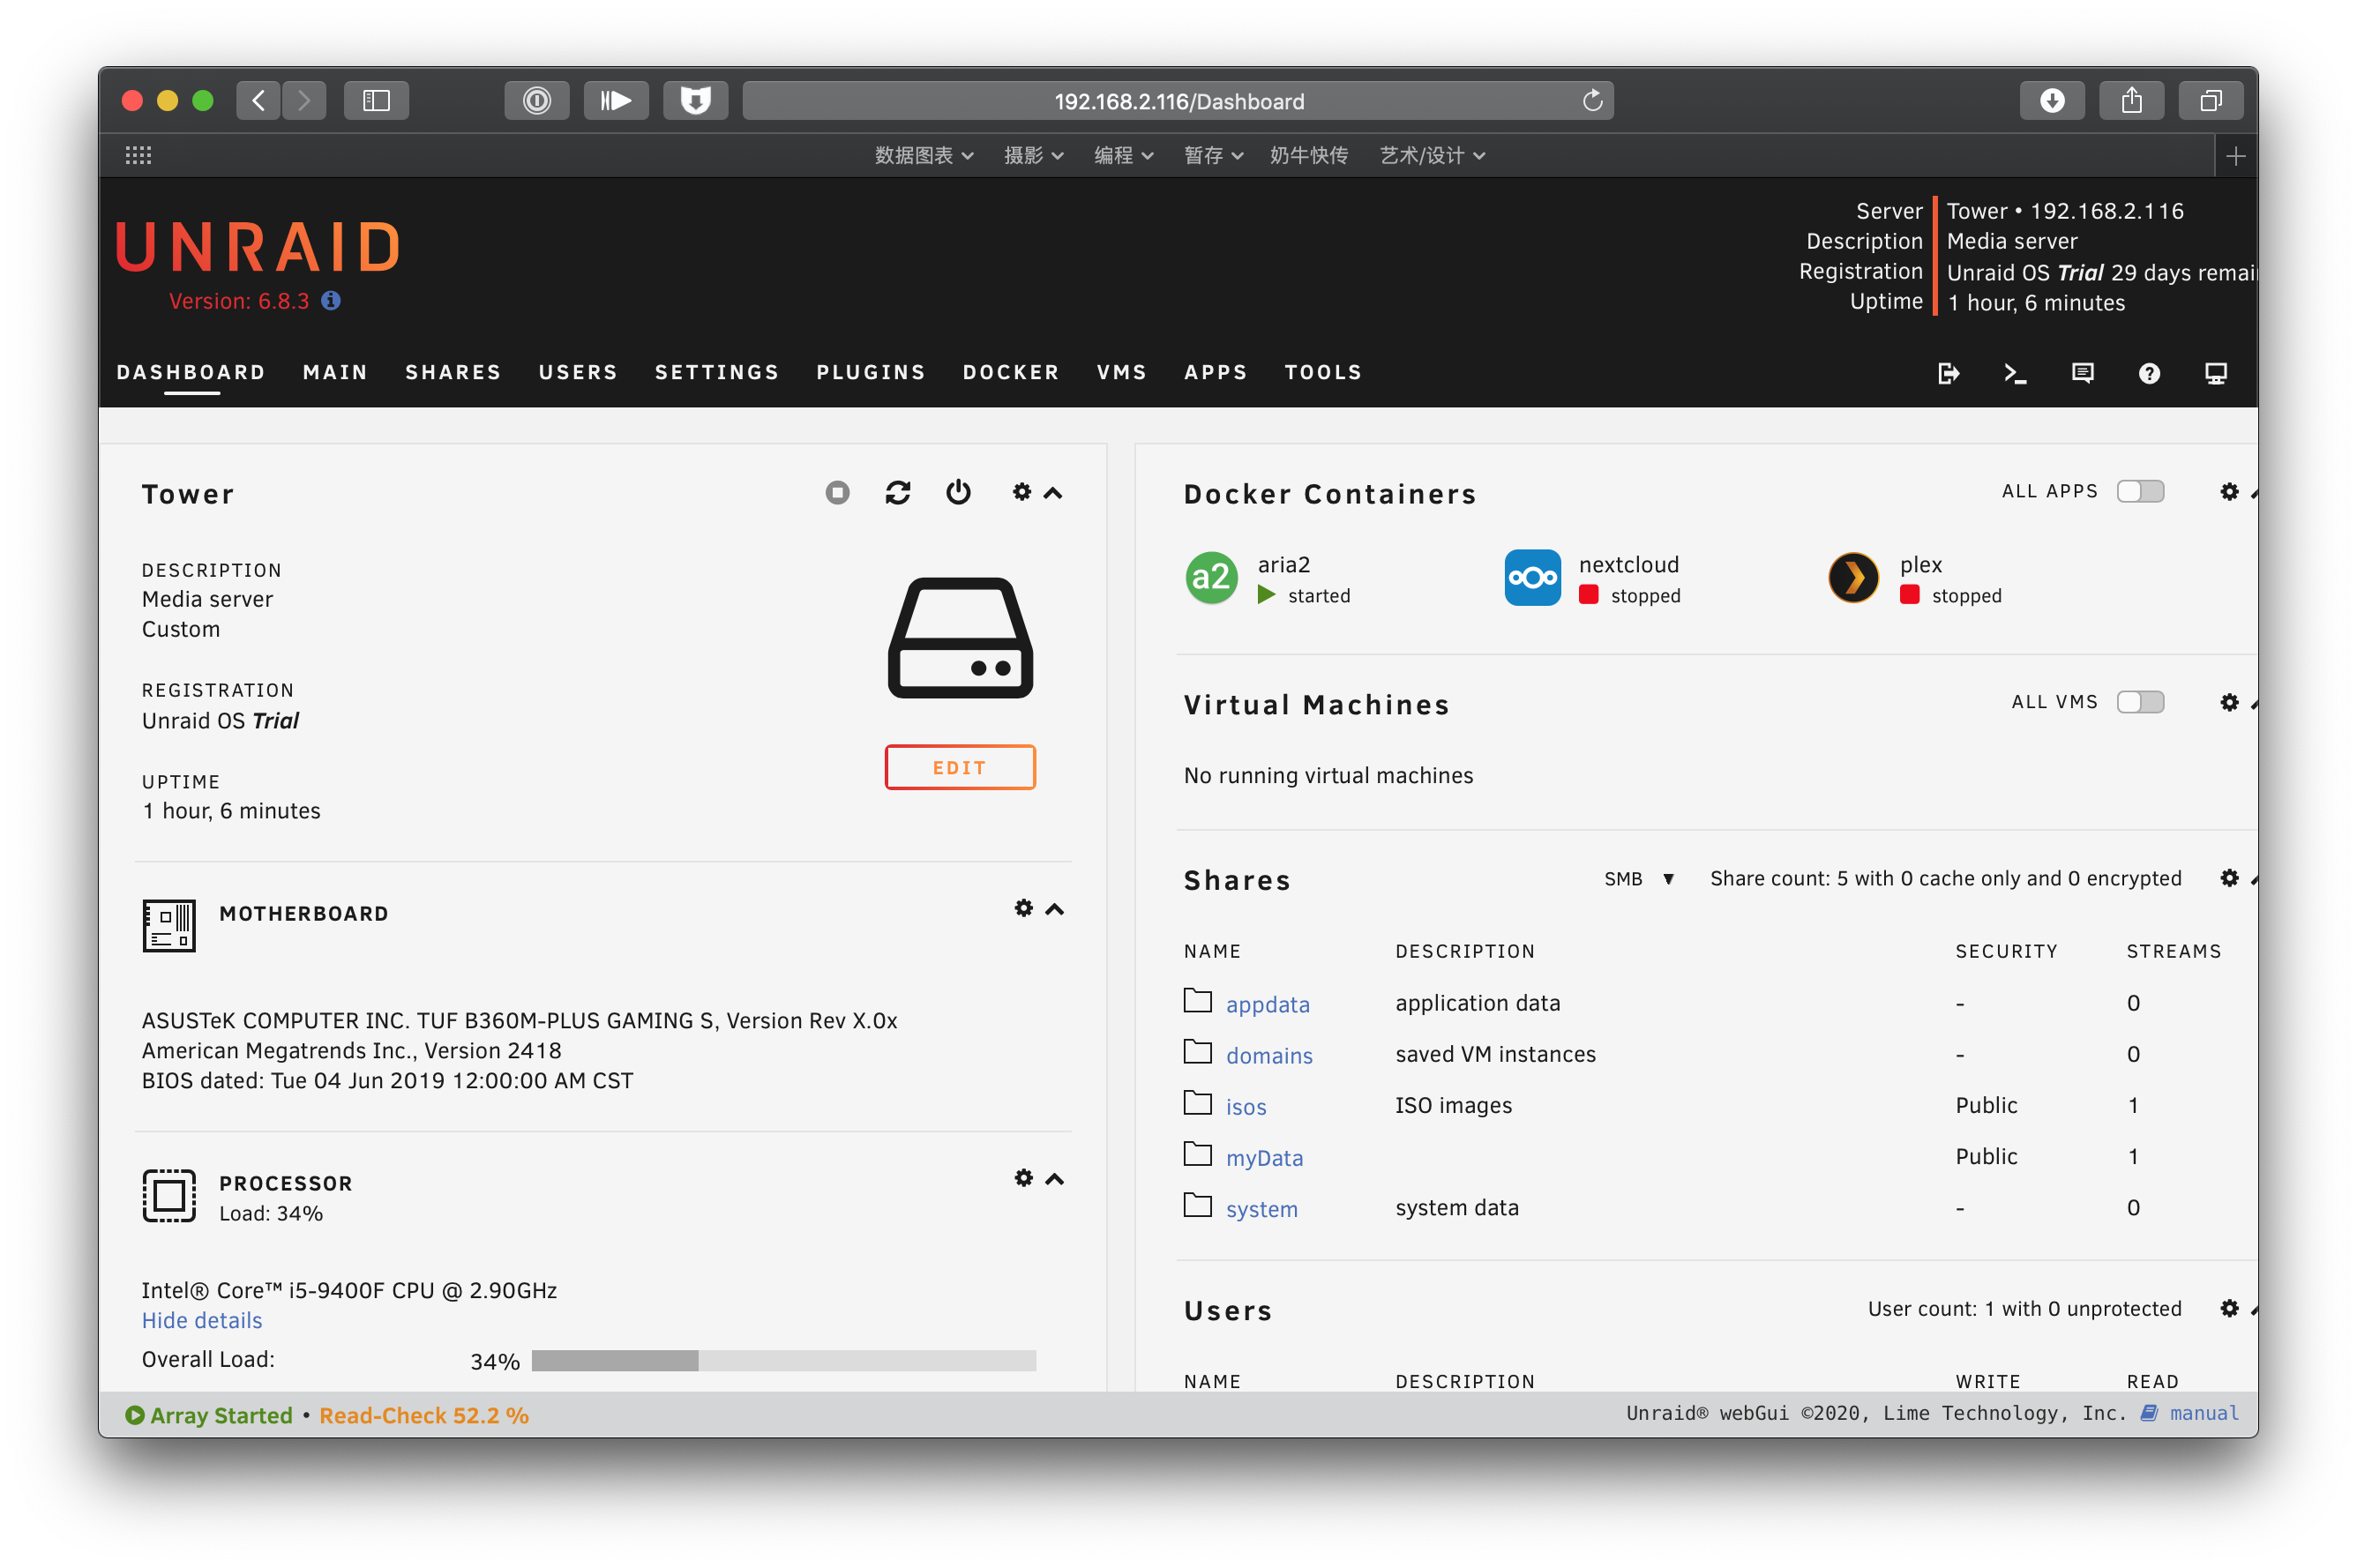 192.168.2.116/Dashboard
数据图表 摄影 编程 暂存 奶牛快传 艺术/设计
UNRAID
Version: 6.8.3
Server Tower • 192.168.2.116
Description Media server
Registration Unraid OS Trial 29 days
Uptime 1 hour, 6 minutes
DASHBOARD MAIN SHARES USERS SETTINGS PLUGINS DOCKER VMS APPS TOOLS
Tower
DESCRIPTION
Media server
Custom
REGISTRATION
Unraid OS Trial
UPTIME
1 hour, 6 minutes
EDIT
MOTHERBOARD
ASUSTeK COMPUTER INC. TUF B360M-PLUS GAMING S, Version Rev X.0x
American Megatrends Inc., Version 2418
BIOS dated: Tue 04 Jun 2019 12:00:00 AM CST
PROCESSOR
Load: 34%
Intel® Core™ i5-9400F CPU @ 2.90GHz
Hide details
Overall Load: 34%
Docker Containers ALL APPS
a2 aria2
started
nextcloud
stopped
plex
stopped
Virtual Machines ALL VMS
No running virtual machines
Shares SMB ▼ Share count: 5 with 0 cache only and 0 encrypted
NAME DESCRIPTION SECURITY STREAMS
appdata application data - 0
domains saved VM instances - 0
isos ISO images Public 1
myData Public 1
system system data - 0
Users User count: 1 with 0 unprotected
NAME DESCRIPTION WRITE READ
Array Started • Read-Check 52.2 %
Unraid® webGui ©2020, Lime Technology, Inc. manual